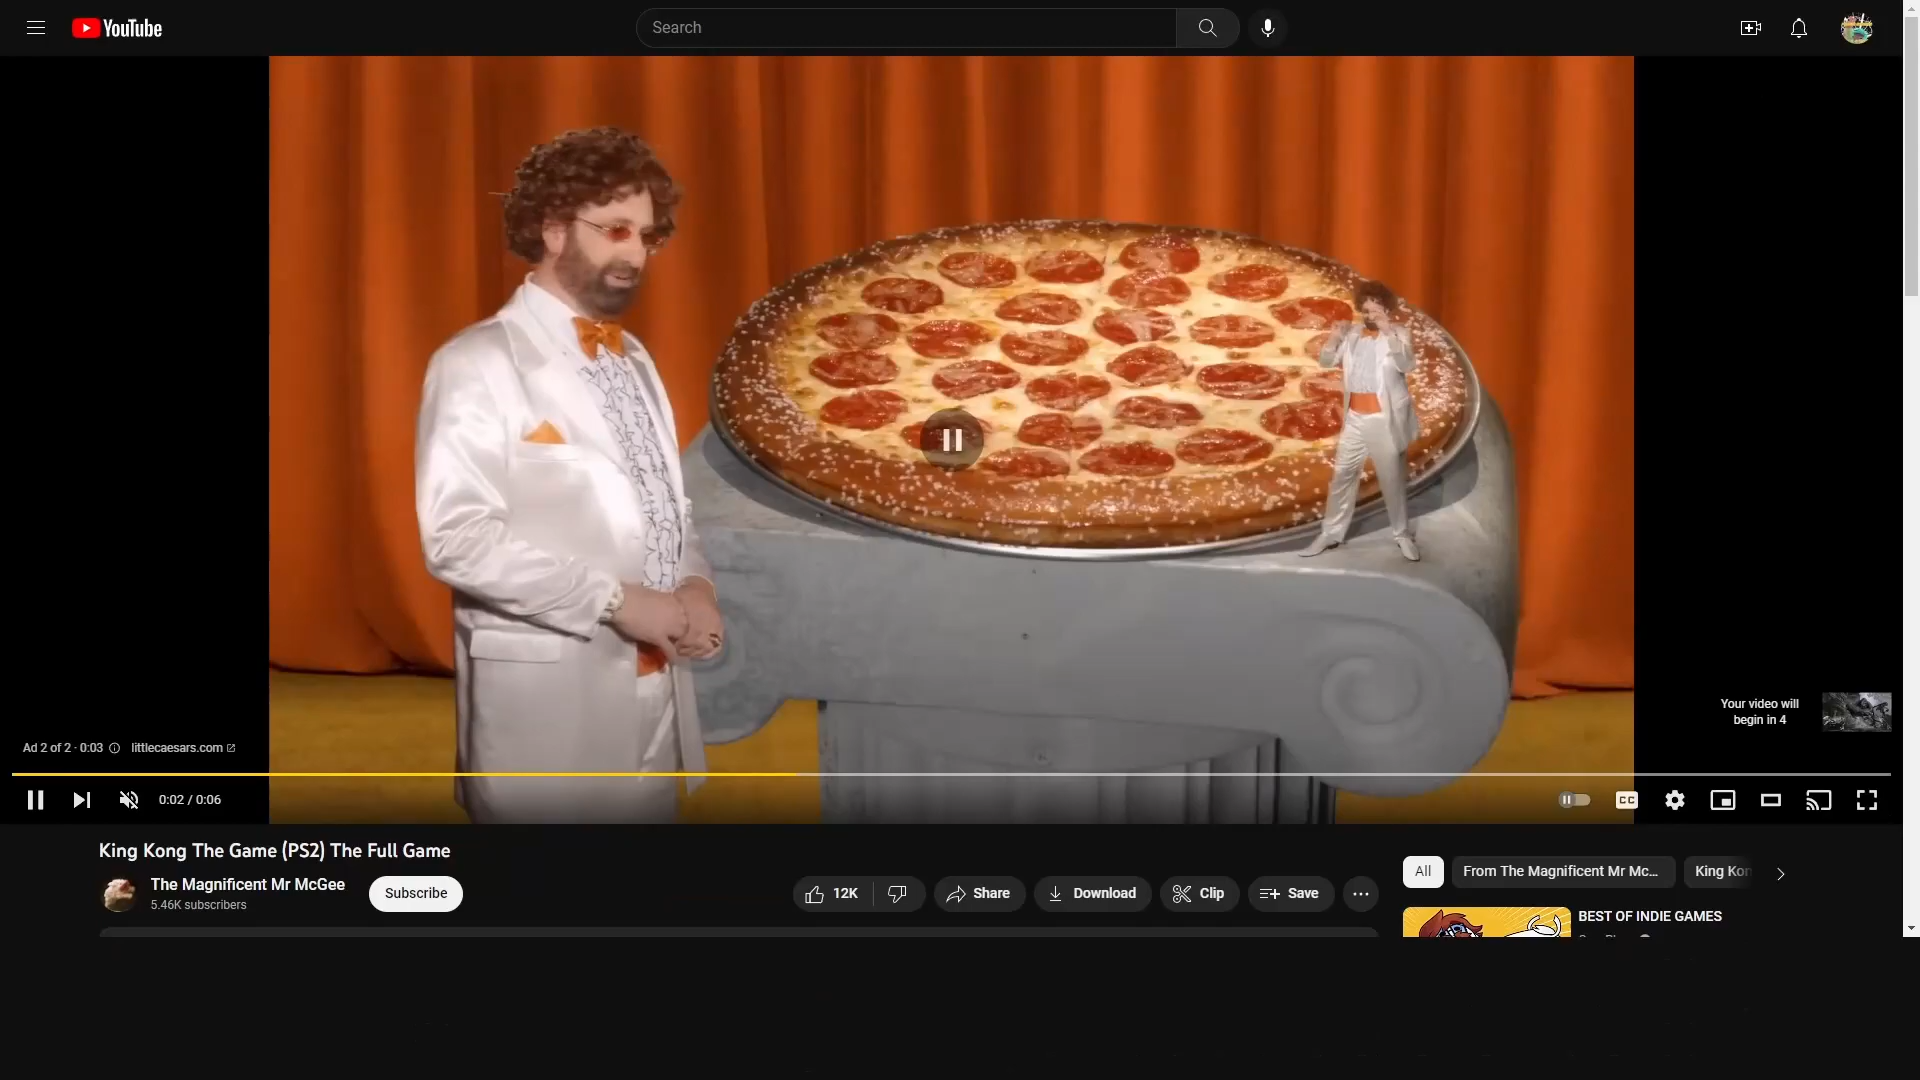 YouTube
Search
Your video will
begin in 4
Ad 2 of 2 · 0:03 littlecaesars.com
0:02 / 0:06
CC
King Kong The Game (PS2) The Full Game
The Magnificent Mr McGee
5.46K subscribers
Subscribe
12K
Share
Download
Clip
Save
All
From The Magnificent Mr Mc...
King Kon
BEST OF INDIE GAMES